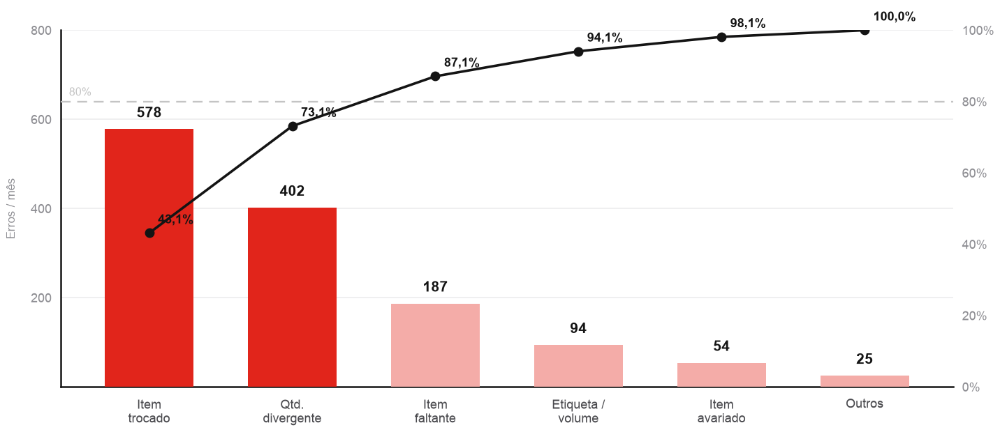 100,0%
98,1%
800
100%
94,1%
87,1%
80%
80%
578
73,1%
600
60%
402
400
43,1%
40%
Erros / mês
187
200
94
20%
54
25
0%
Item
trocado
Qtd.
divergente
Item
faltante
Etiqueta /
volume
Item
avariado
Outros